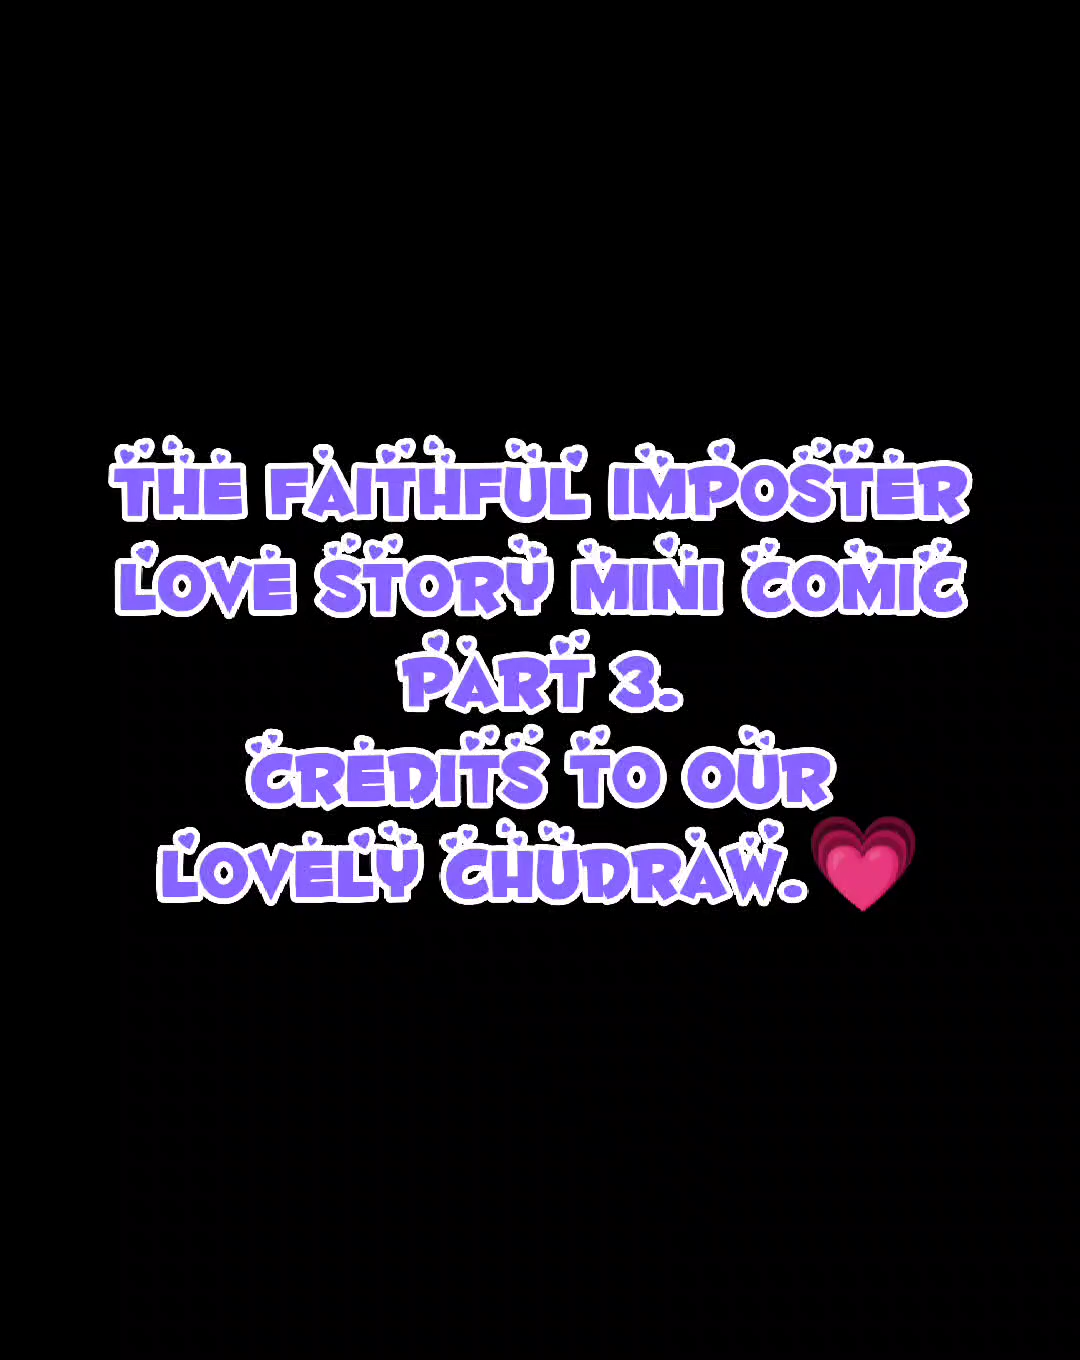 THE FAITHFUL IMPOSTER
LOVE STORY MINI COMIC
PART 3.
CREDITS TO OUR
LOVELY CHUDRAW. 💗